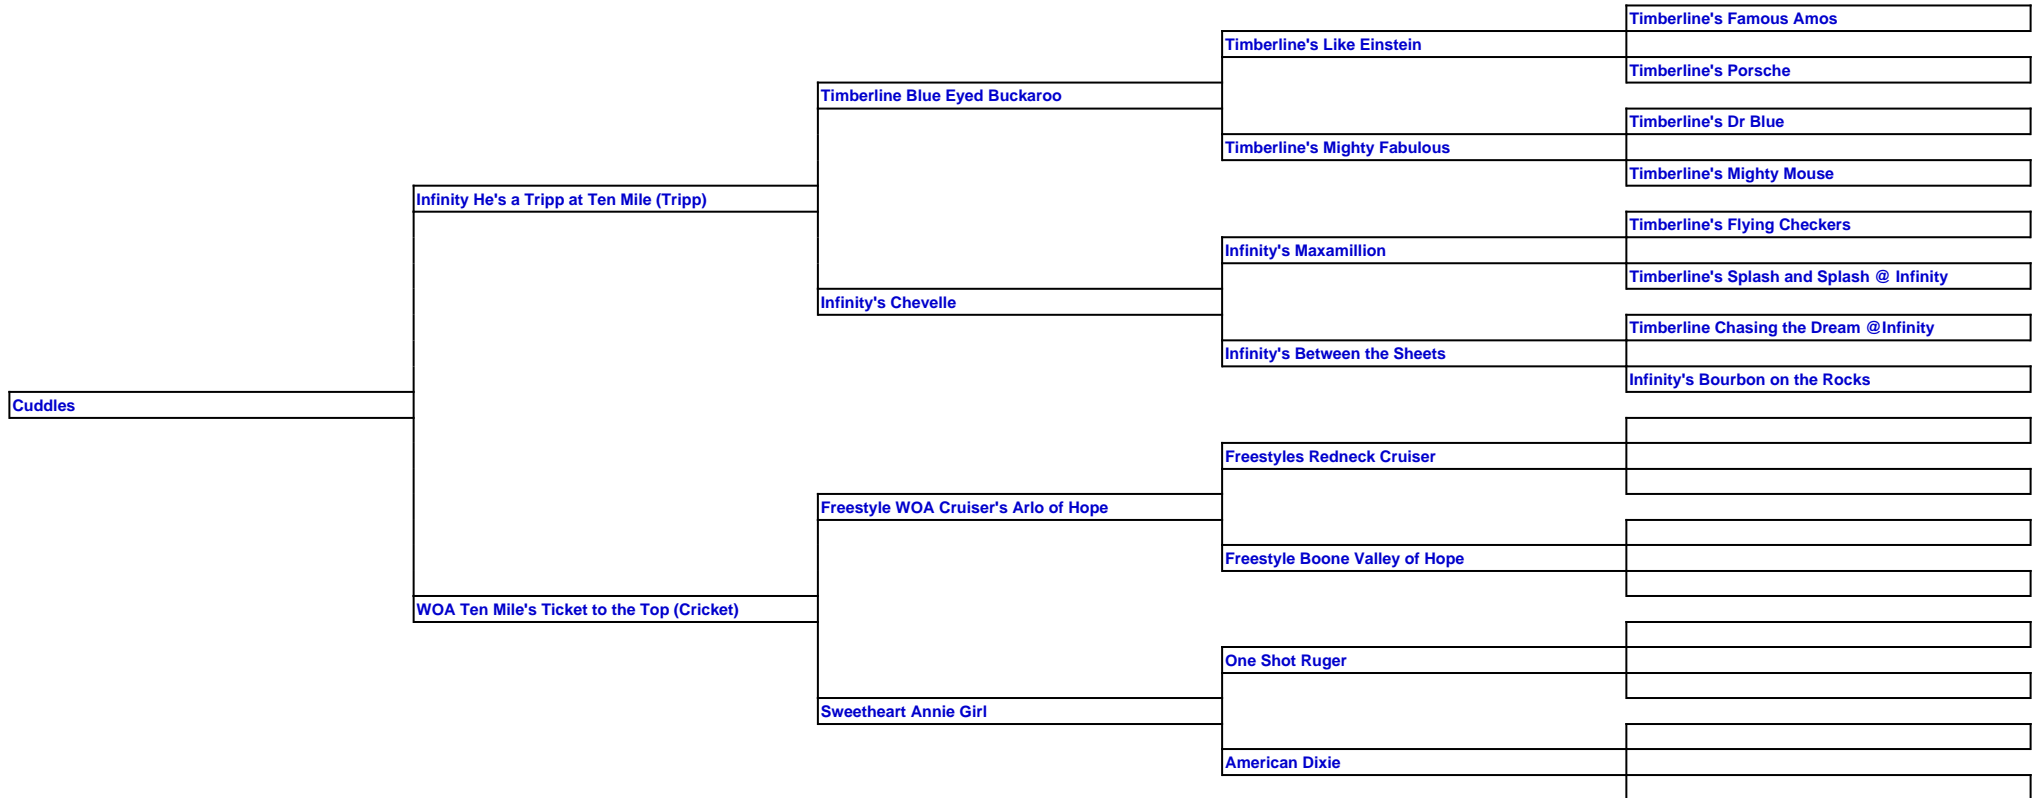 Timberline's Famous Amos
Timberline's Like Einstein
Timberline's Porsche
Timberline Blue Eyed Buckaroo
Timberline's Dr Blue
Timberline's Mighty Fabulous
Timberline's Mighty Mouse
Infinity He's a Tripp at Ten Mile (Tripp)
Timberline's Flying Checkers
Infinity's Maxamillion
Timberline's Splash and Splash @ Infinity
Infinity's Chevelle
Timberline Chasing the Dream @Infinity
Infinity's Between the Sheets
Infinity's Bourbon on the Rocks
Cuddles
Freestyles Redneck Cruiser
Freestyle WOA Cruiser's Arlo of Hope
Freestyle Boone Valley of Hope
WOA Ten Mile's Ticket to the Top (Cricket)
One Shot Ruger
Sweetheart Annie Girl
American Dixie